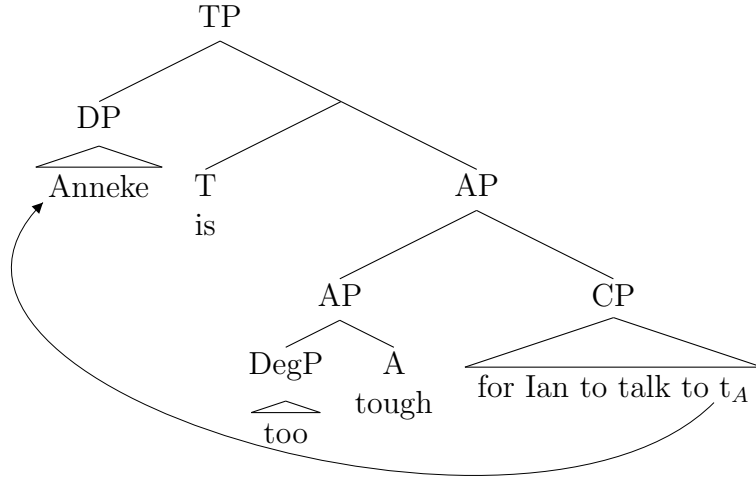 TP
DP
Anneke
T
is
AP
AP
CP
DegP
too
A
tough
for Ian to talk to t_A